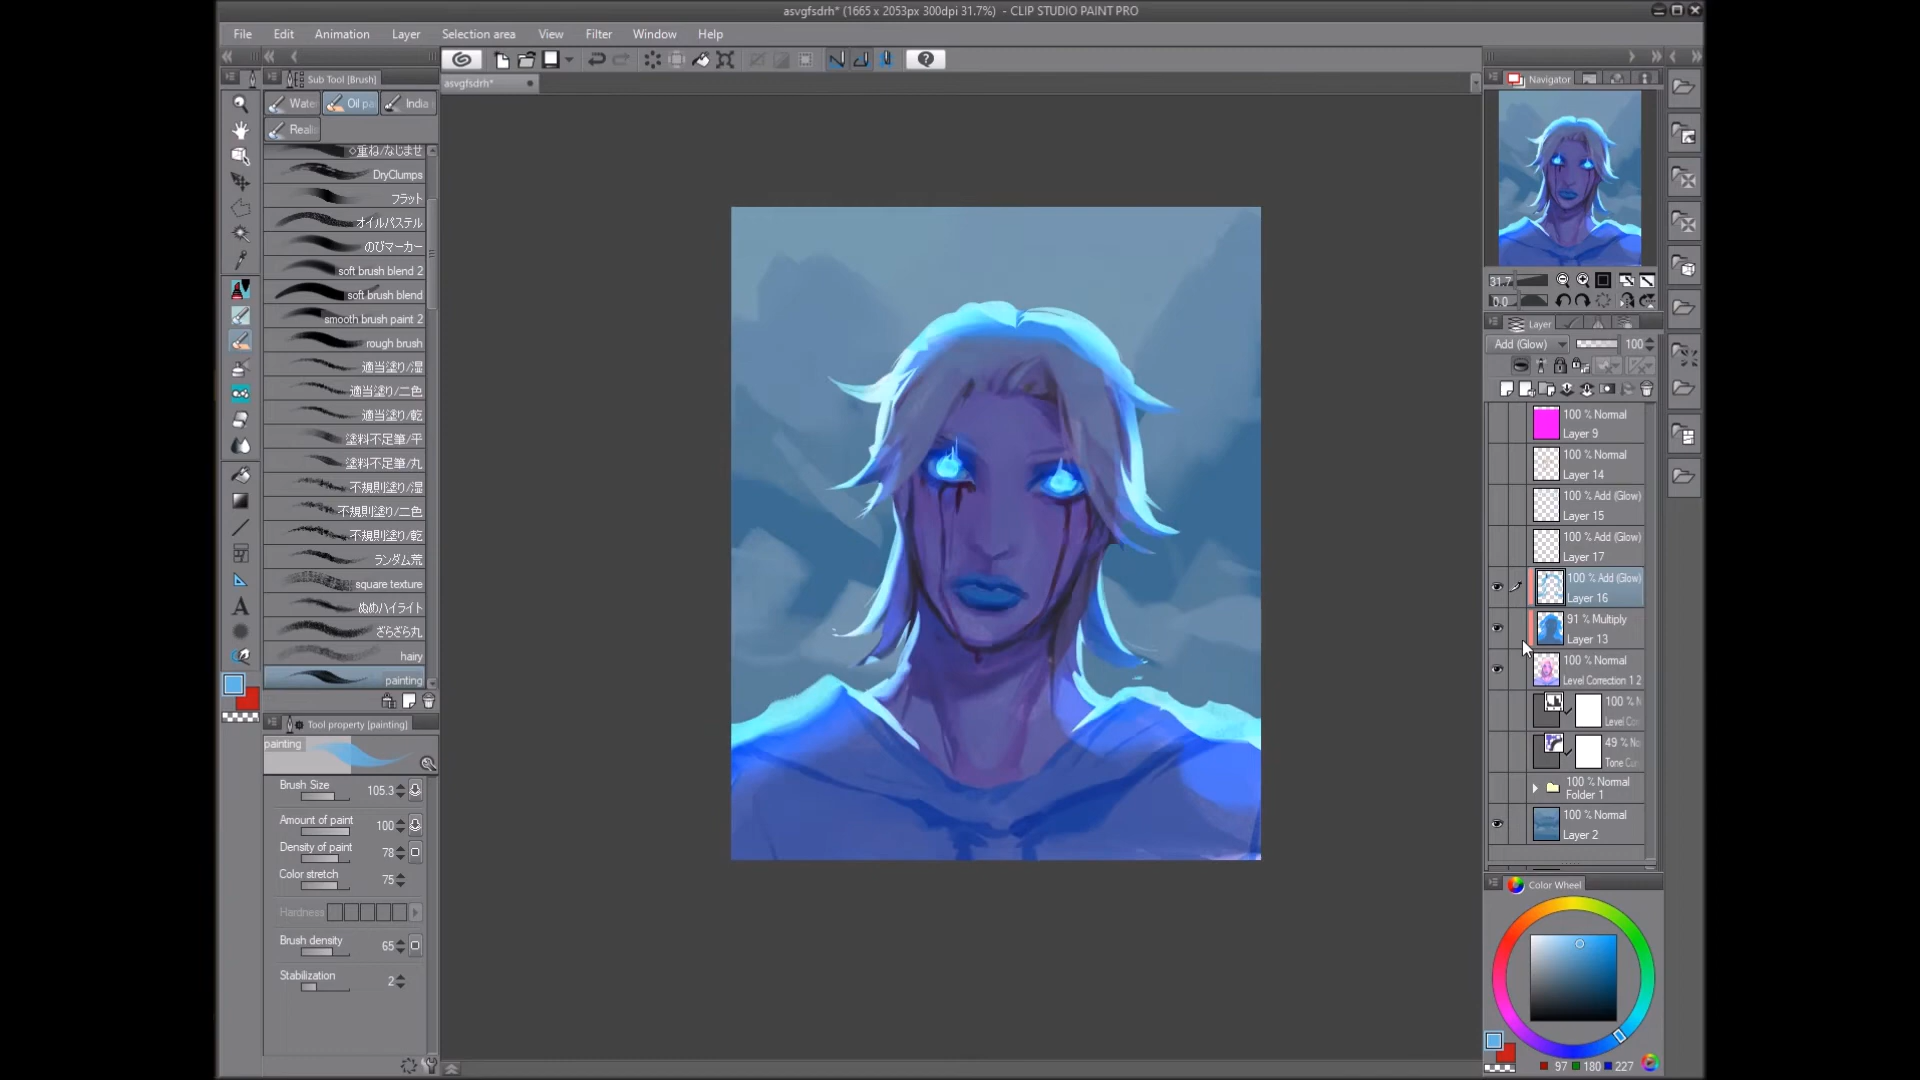 asvgfsdrh* (1665 x 2053px 300dpi 31.7%) - CLIP STUDIO PAINT PRO
File Edit Animation Layer Selection area View Filter Window Help
Sub Tool [Brush]
asvgfsdrh*
Navigator
Wate Oil pa India
Reali
◇重ね/なじませ
DryClumps
フラット
オイルパステル
のびマーカー
soft brush blend 2
soft brush blend
smooth brush paint 2
rough brush
適当塗り/湿
適当塗り/二色
適当塗り/乾
塗料不足筆/平
塗料不足筆/丸
不規則塗り/湿
不規則塗り/二色
不規則塗り/乾
ランダム荒
square texture
ぬめハイライト
ざらざら丸
hairy
painting
Tool property [painting]
painting
Brush Size 105.3
Amount of paint 100
Density of paint 78
Color stretch 75
Hardness
Brush density 65
Stabilization 2
31.7
0.0
Layer
Add (Glow) 100
100 % Normal
Layer 9
100 % Normal
Layer 14
100 % Add (Glow)
Layer 15
100 % Add (Glow)
Layer 17
100 % Add (Glow)
Layer 16
91 % Multiply
Layer 13
100 % Normal
Level Correction 1 2
100 % N
Level Co
49 % No
Tone Cur
100 % Normal
Folder 1
100 % Normal
Layer 2
Color Wheel
97 180 227